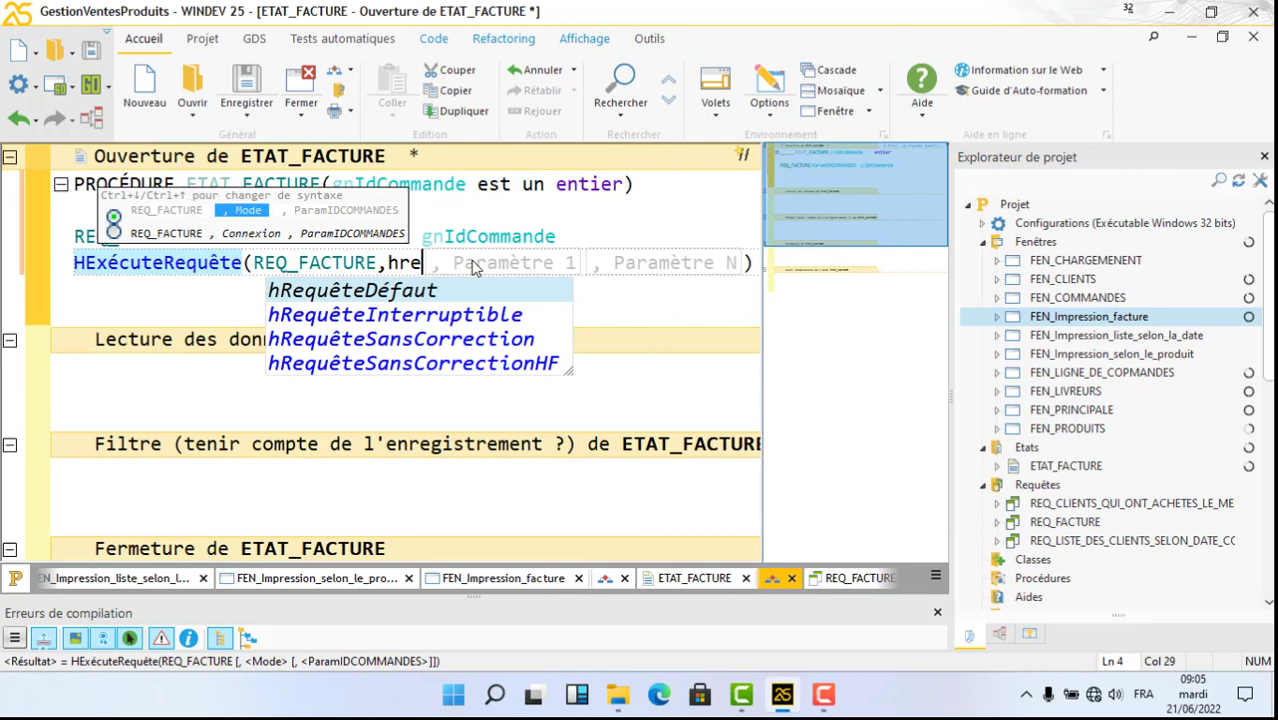 GestionVentesProduits - WINDEV 25 - [ETAT_FACTURE - Ouverture de ETAT_FACTURE *]
32
Accueil Projet GDS Tests automatiques Code Refactoring Affichage Outils
Nouveau Ouvrir Enregistrer Fermer
Coller Couper Copier Dupliquer
Annuler Rétablir Rejouer
Rechercher
Volets Options Cascade Mosaïque Fenêtre
Aide Information sur le Web Guide d'Auto-formation
Général Edition Action Rechercher Environnement Aide en ligne
Ouverture de ETAT_FACTURE *
PROCÉDURE ETAT_FACTURE(gnIdCommande est un entier)
Ctrl+↓/Ctrl+↑ pour changer de syntaxe
REQ_FACTURE , Mode , ParamIDCOMMANDES
REQ_FACTURE , Connexion , ParamIDCOMMANDES
gnIdCommande
HExécuteRequête(REQ_FACTURE,hre , Paramètre 1 , Paramètre N )
hRequêteDéfaut
hRequêteInterruptible
hRequêteSansCorrection
hRequêteSansCorrectionHF
Lecture des don
Filtre (tenir compte de l'enregistrement ?) de ETAT_FACTURE
Fermeture de ETAT_FACTURE
Explorateur de projet
Projet
Configurations (Exécutable Windows 32 bits)
Fenêtres
FEN_CHARGEMENT
FEN_CLIENTS
FEN_COMMANDES
FEN_Impression_facture
FEN_Impression_liste_selon_la_date
FEN_Impression_selon_le_produit
FEN_LIGNE_DE_COPMANDES
FEN_LIVREURS
FEN_PRINCIPALE
FEN_PRODUITS
Etats
ETAT_FACTURE
Requêtes
REQ_CLIENTS_QUI_ONT_ACHETES_LE_ME
REQ_FACTURE
REQ_LISTE_DES_CLIENTS_SELON_DATE_CO
Classes
Procédures
Aides
EN_Impression_liste_selon_l... FEN_Impression_selon_le_pro... FEN_Impression_facture ETAT_FACTURE REQ_FACTURE
Erreurs de compilation
<Résultat> = HExécuteRequête(REQ_FACTURE [, <Mode> [, <ParamIDCOMMANDES>]])
Ln 4 Col 29 NUM
FRA
09:05
mardi
21/06/2022